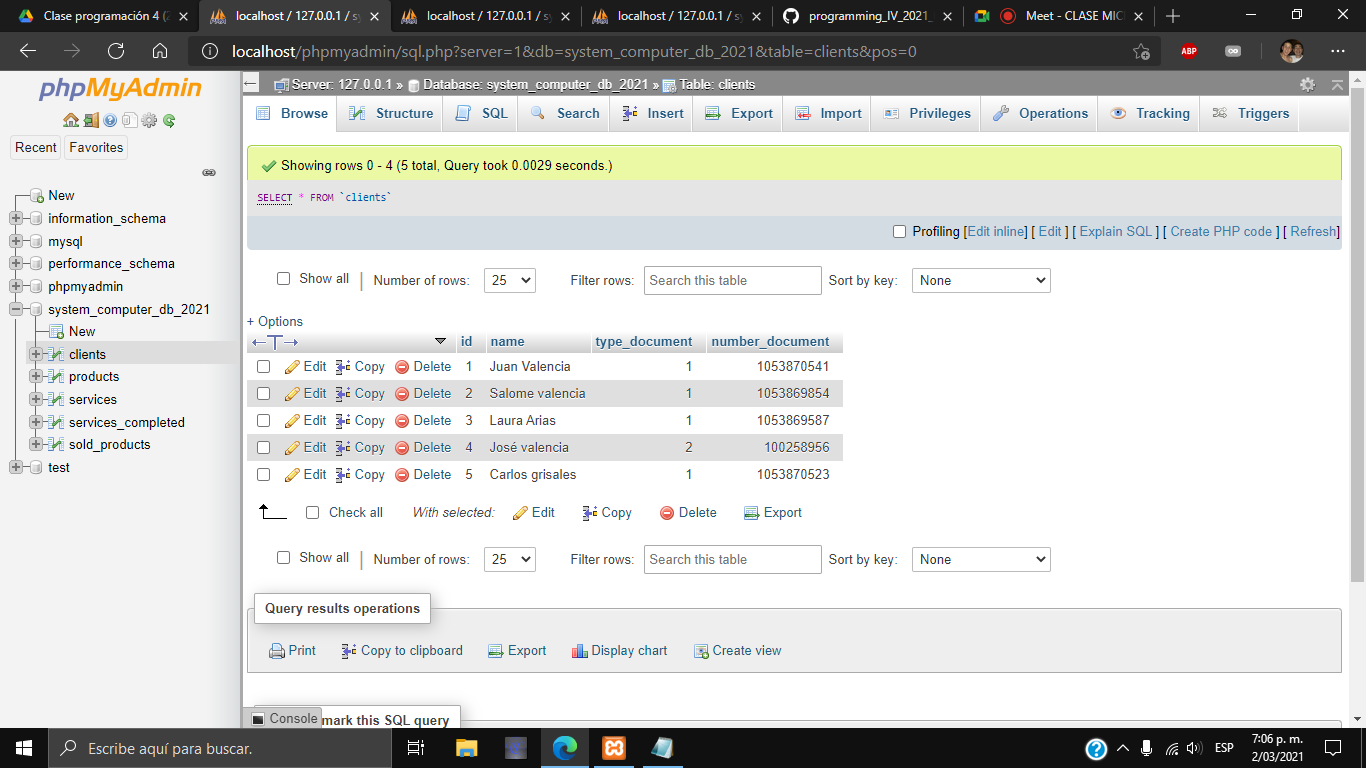 Clase programación 4 (2
localhost / 127.0.0.1 / sy
localhost / 127.0.0.1 / sy
localhost / 127.0.0.1 / sy
programming_IV_2021_
Meet - CLASE MIC
localhost/phpmyadmin/sql.php?server=1&db=system_computer_db_2021&table=clients&pos=0
ABP
phpMyAdmin
Recent Favorites
New
information_schema
mysql
performance_schema
phpmyadmin
system_computer_db_2021
New
clients
products
services
services_completed
sold_products
test
Server: 127.0.0.1 » Database: system_computer_db_2021 » Table: clients
Browse Structure SQL Search Insert Export Import Privileges Operations Tracking Triggers
Showing rows 0 - 4 (5 total, Query took 0.0029 seconds.)
SELECT * FROM `clients`
Profiling [Edit inline] [ Edit ] [ Explain SQL ] [ Create PHP code ] [ Refresh]
Show all | Number of rows: 25 Filter rows: Search this table Sort by key: None
+ Options
←T→ id name type_document number_document
Edit Copy Delete 1 Juan Valencia 1 1053870541
Edit Copy Delete 2 Salome valencia 1 1053869854
Edit Copy Delete 3 Laura Arias 1 1053869587
Edit Copy Delete 4 José valencia 2 100258956
Edit Copy Delete 5 Carlos grisales 1 1053870523
Check all With selected: Edit Copy Delete Export
Show all | Number of rows: 25 Filter rows: Search this table Sort by key: None
Query results operations
Print Copy to clipboard Export Display chart Create view
Console mark this SQL query
Escribe aquí para buscar.
ESP
7:06 p. m.
2/03/2021